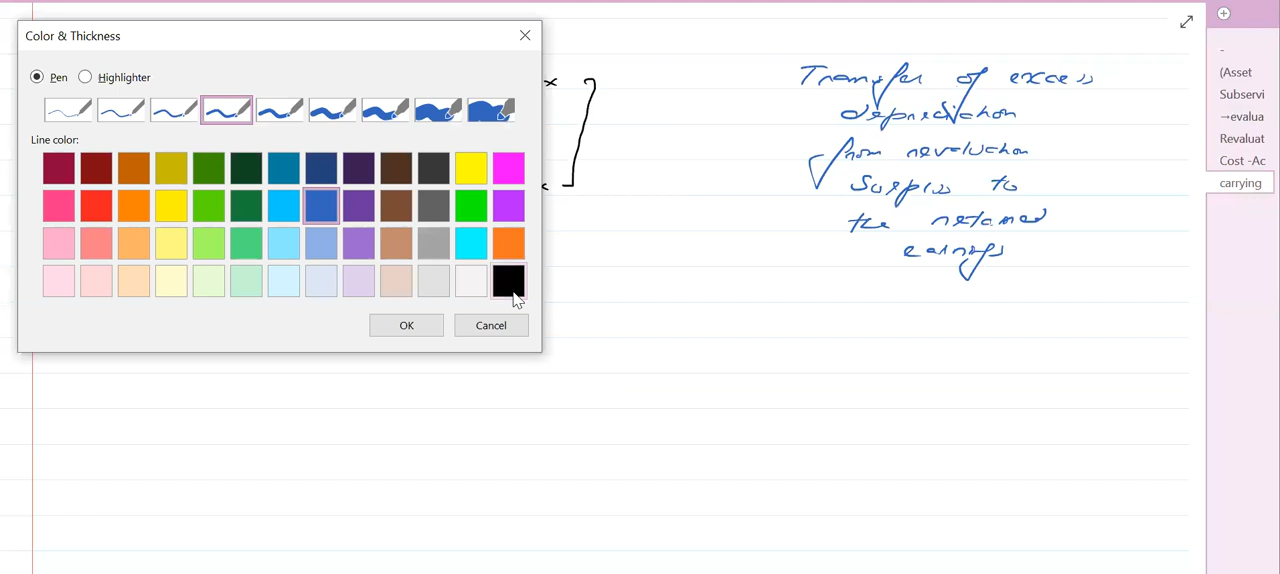 Color & Thickness
Pen
Highlighter
Line color:
OK
Cancel
x
x
Transfer of excess
depreciation
from revaluation
Surplus to
the retained
earnings
-
(Asset
Subservi
→evalua
Revaluat
Cost -Ac
carrying